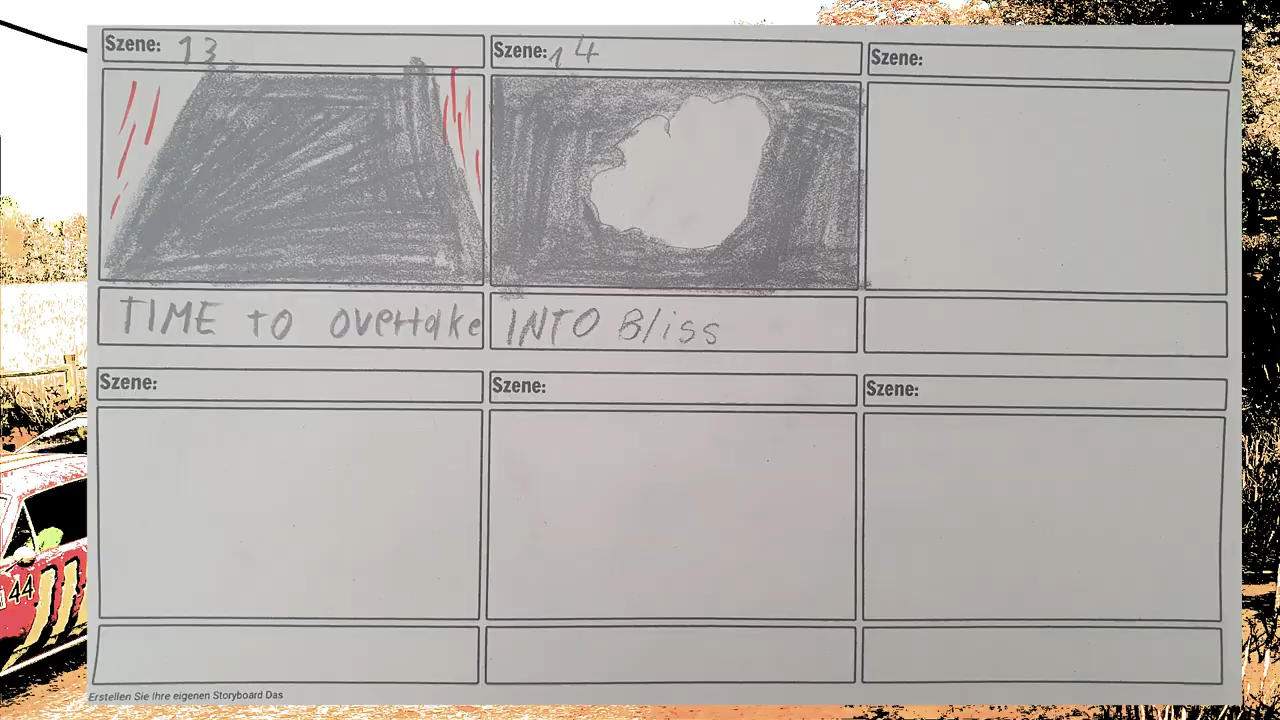 Szene: 13
Szene: 14
Szene:
TIME to overtake
INTO Bliss
Szene:
Szene:
Szene:
Erstellen Sie Ihre eigenen Storyboard Das
44